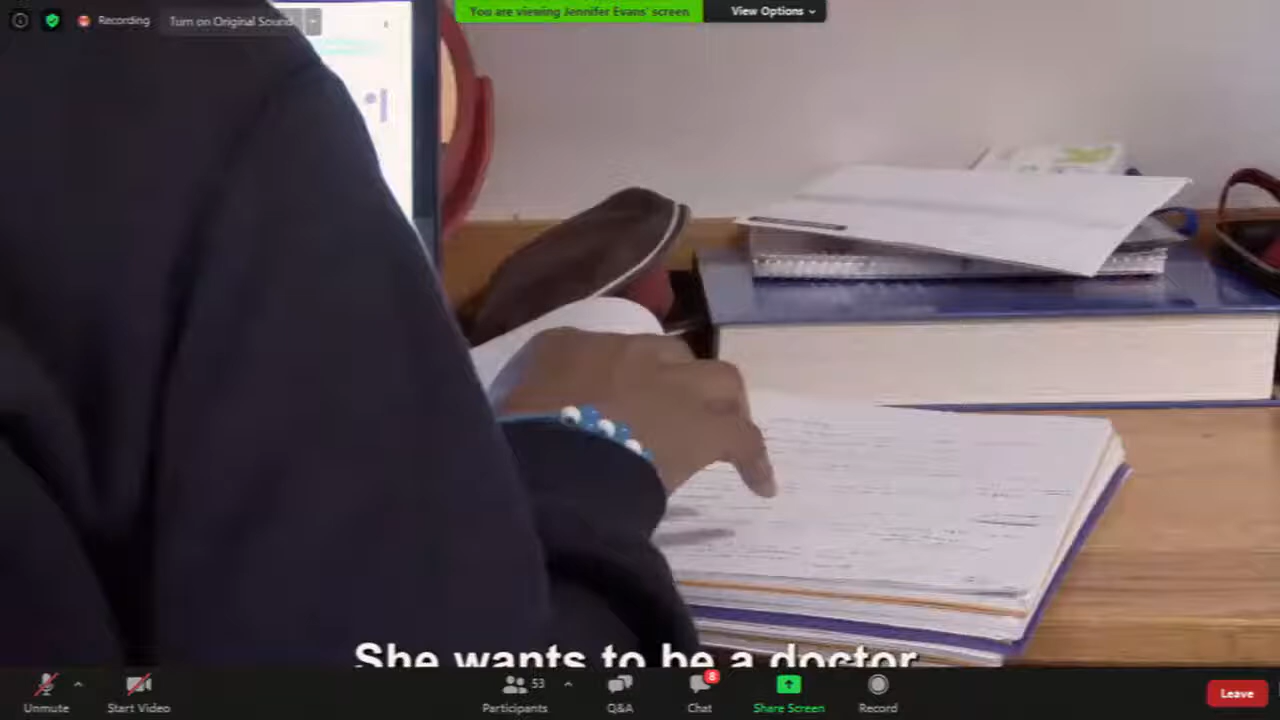 Recording
Turn on Original Sound
You are viewing Jennifer Evans' screen
View Options
She wants to be a doctor
Unmute
Start Video
53
Participants
Q&A
8
Chat
Share Screen
Record
Leave